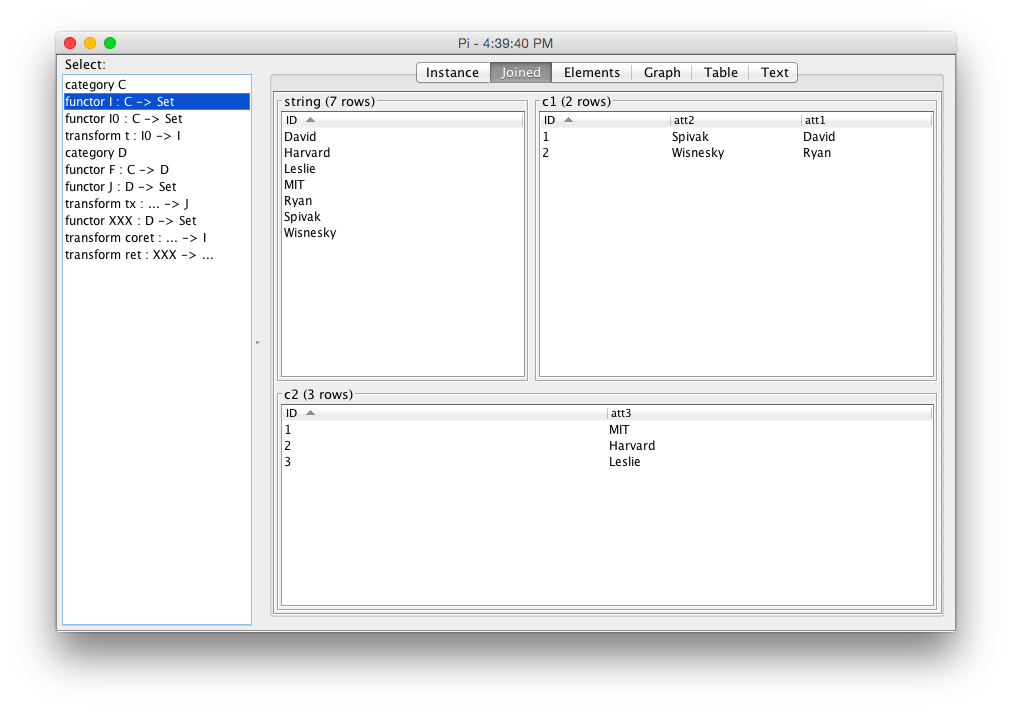 Pi - 4:39:40 PM
Select:
category C
functor I : C -> Set
functor I0 : C -> Set
transform t : I0 -> I
category D
functor F : C -> D
functor J : D -> Set
transform tx : ... -> J
functor XXX : D -> Set
transform coret : ... -> I
transform ret : XXX -> ...
Instance Joined Elements Graph Table Text
string (7 rows)
ID
David
Harvard
Leslie
MIT
Ryan
Spivak
Wisnesky
c1 (2 rows)
ID att2 att1
1 Spivak David
2 Wisnesky Ryan
c2 (3 rows)
ID att3
1 MIT
2 Harvard
3 Leslie